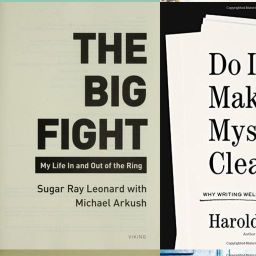 THE
BIG
FIGHT
My Life In and Out of the Ring
Sugar Ray Leonard with
Michael Arkush
VIKING
Do I
Mak
Mys
Clea
WHY WRITING WEL
Harold
Author